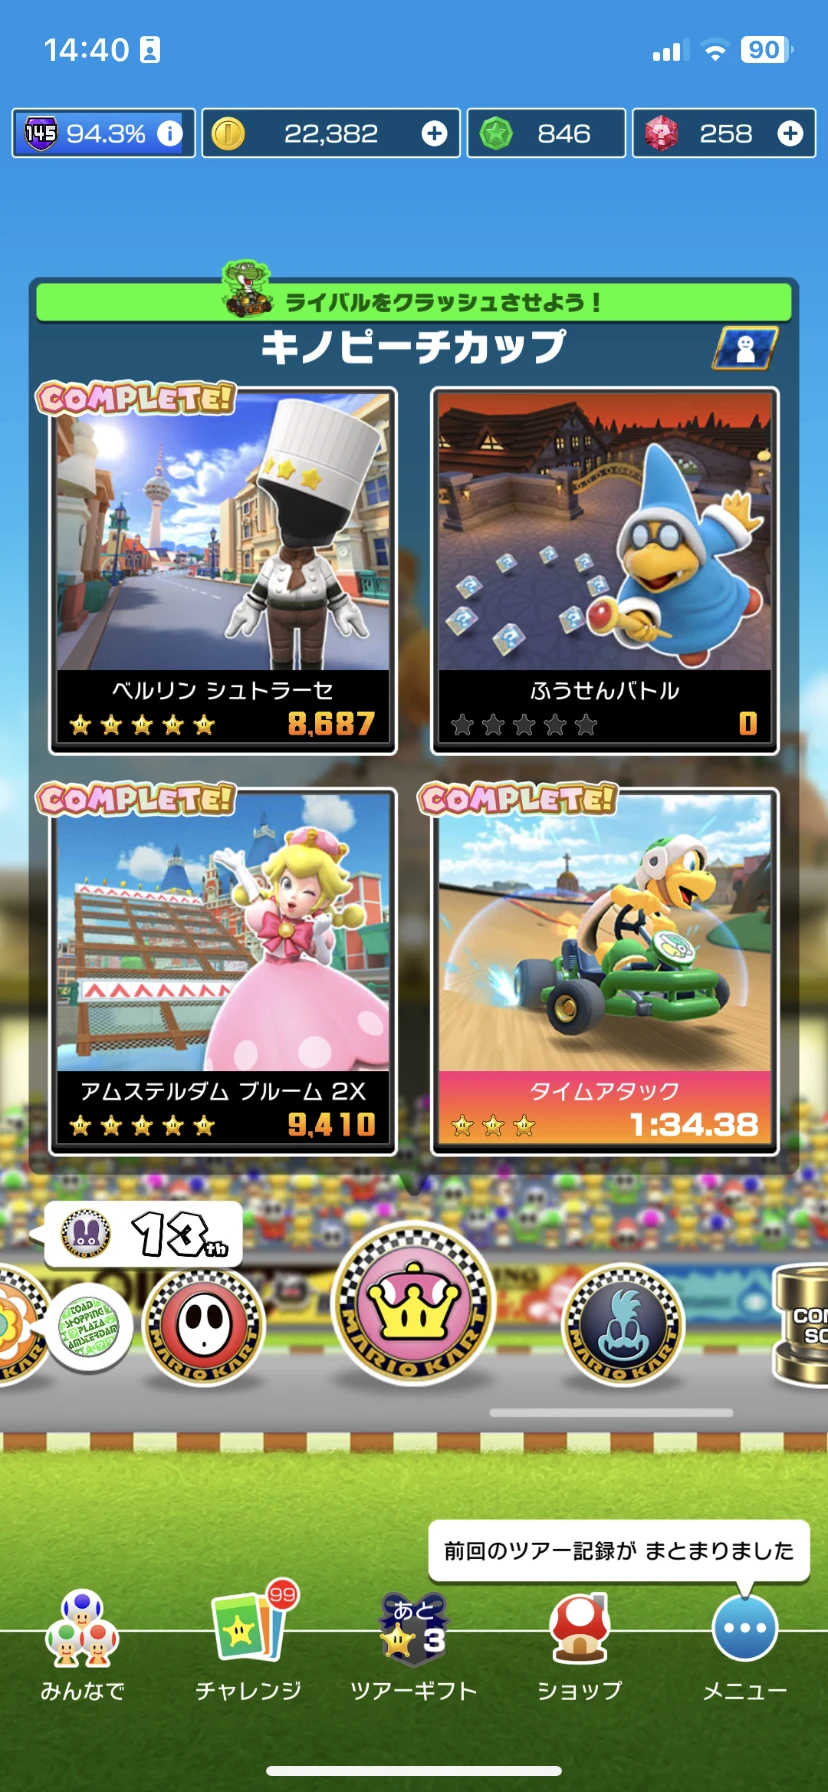 14:40
90
145 94.3% i
22,382
846
258
ライバルをクラッシュさせよう！
キノピーチカップ
COMPLETE!
ベルリン シュトラーセ
8,687
ふうせんバトル
0
COMPLETE!
アムステルダム ブルーム 2X
9,410
COMPLETE!
タイムアタック
1:34.38
13th
TOAD
SHOPPING
PLAZA
AMSTERDAM
MARIO KART
MARIO KART
MARIO KART
前回のツアー記録が まとまりました
みんなで
99
チャレンジ
あと
3
ツアーギフト
ショップ
メニュー